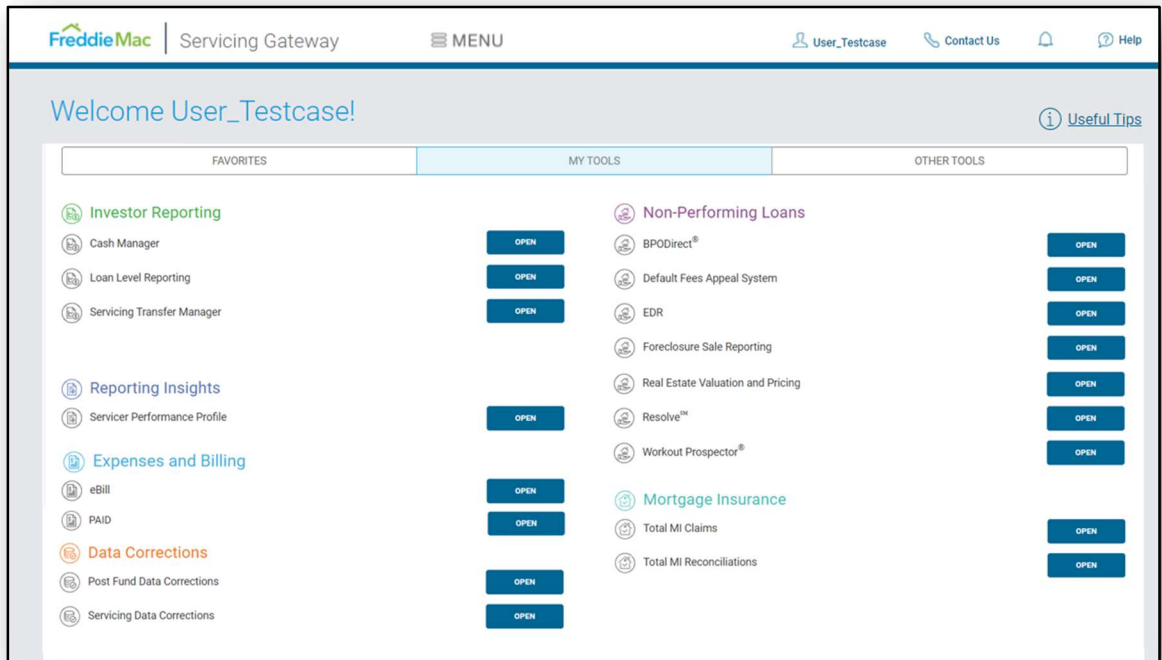 FreddieMac Servicing Gateway MENU User_Testcase Contact Us Help
Welcome User_Testcase!
Useful Tips
FAVORITES MY TOOLS OTHER TOOLS
Investor Reporting
Cash Manager OPEN
Loan Level Reporting OPEN
Servicing Transfer Manager OPEN
Reporting Insights
Servicer Performance Profile OPEN
Expenses and Billing
eBill OPEN
PAID OPEN
Data Corrections
Post Fund Data Corrections OPEN
Servicing Data Corrections OPEN
Non-Performing Loans
BPODirect® OPEN
Default Fees Appeal System OPEN
EDR OPEN
Foreclosure Sale Reporting OPEN
Real Estate Valuation and Pricing OPEN
Resolve℠ OPEN
Workout Prospector® OPEN
Mortgage Insurance
Total MI Claims OPEN
Total MI Reconciliations OPEN